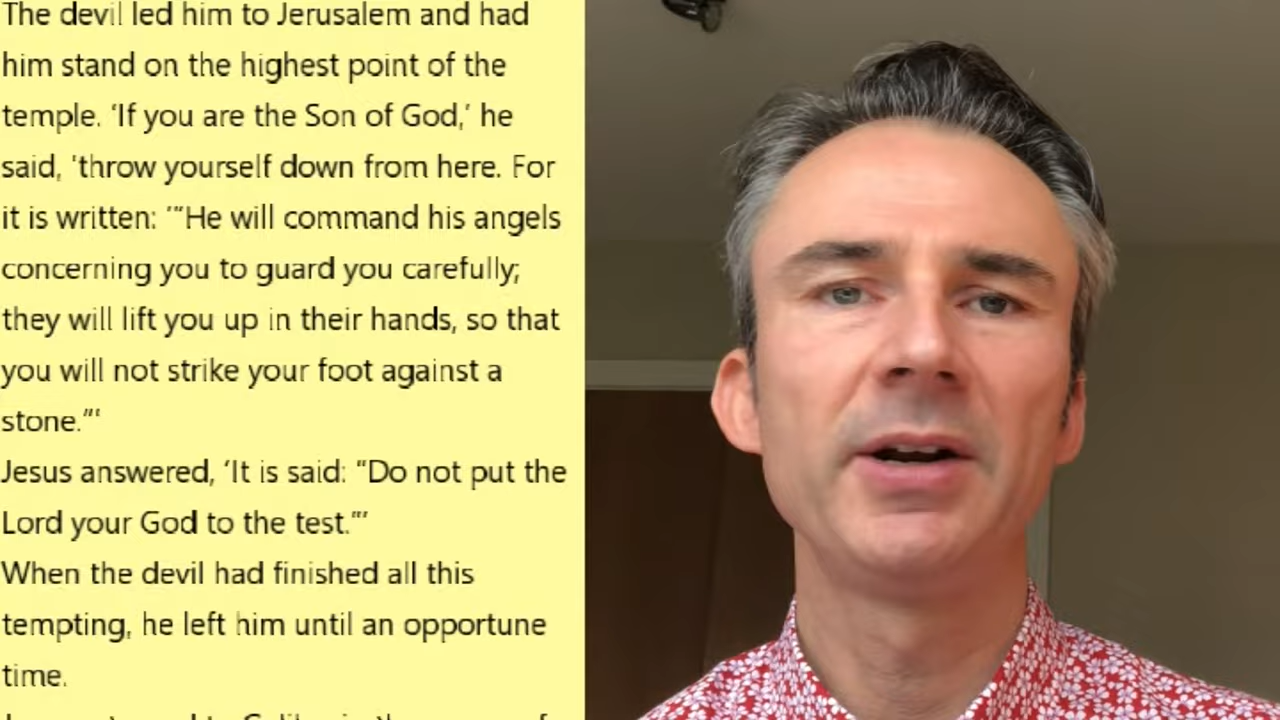 The devil led him to Jerusalem and had
him stand on the highest point of the
temple. ‘If you are the Son of God,’ he
said, ‘throw yourself down from here. For
it is written: ‘“He will command his angels
concerning you to guard you carefully;
they will lift you up in their hands, so that
you will not strike your foot against a
stone.”’
Jesus answered, ‘It is said: “Do not put the
Lord your God to the test.”’
When the devil had finished all this
tempting, he left him until an opportune
time.